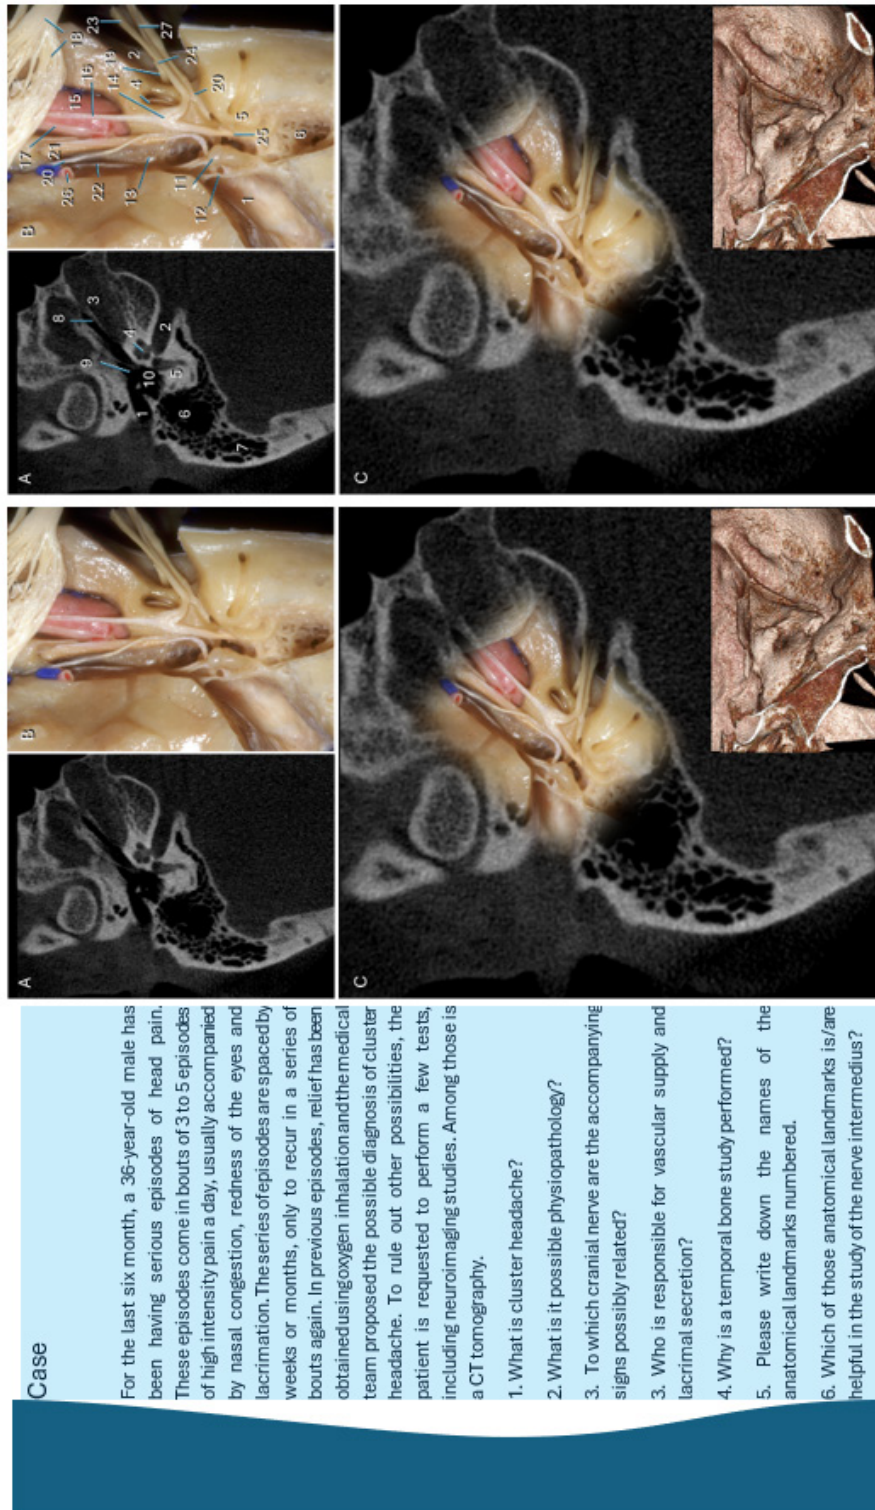 Case
For the last six month, a 36-year-old male has
been having serious episodes of head pain.
These episodes come in bouts of 3 to 5 episodes
of high intensity pain a day, usually accompanied
by nasal congestion, redness of the eyes and
lacrimation. The series of episodes are spaced by
weeks or months, only to recur in a series of
bouts again. In previous episodes, relief has been
obtained using oxygen inhalation and the medical
team proposed the possible diagnosis of cluster
headache. To rule out other possibilities, the
patient is requested to perform a few tests,
including neuroimaging studies. Among those is
a CT tomography.
1. What is cluster headache?
2. What is it possible physiopathology?
3. To which cranial nerve are the accompanying
signs possibly related?
3. Who is responsible for vascular supply and
lacrimal secretion?
4. Why is a temporal bone study performed?
5. Please write down the names of the
anatomical landmarks numbered.
6. Which of those anatomical landmarks is/are
helpful in the study of the nerve intermedius?
A
B
C
A
1
2
3
4
5
6
7
8
9
10
B
1
2
4
5
6
11
12
13
14
15
16
17
18
19
20
21
22
23
24
25
26
27
29
C